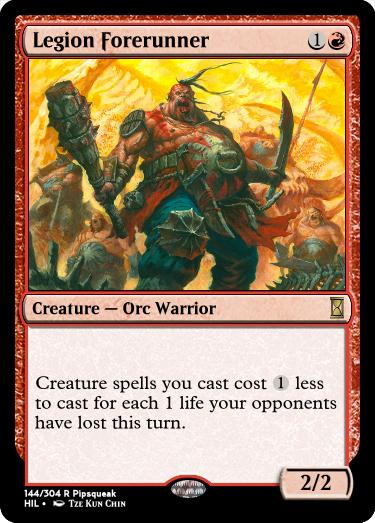 Legion Forerunner 1
Creature — Orc Warrior
Creature spells you cast cost 1 less
to cast for each 1 life your opponents
have lost this turn.
2/2
144/304 R Pipsqueak
HIL • Tze Kun Chin